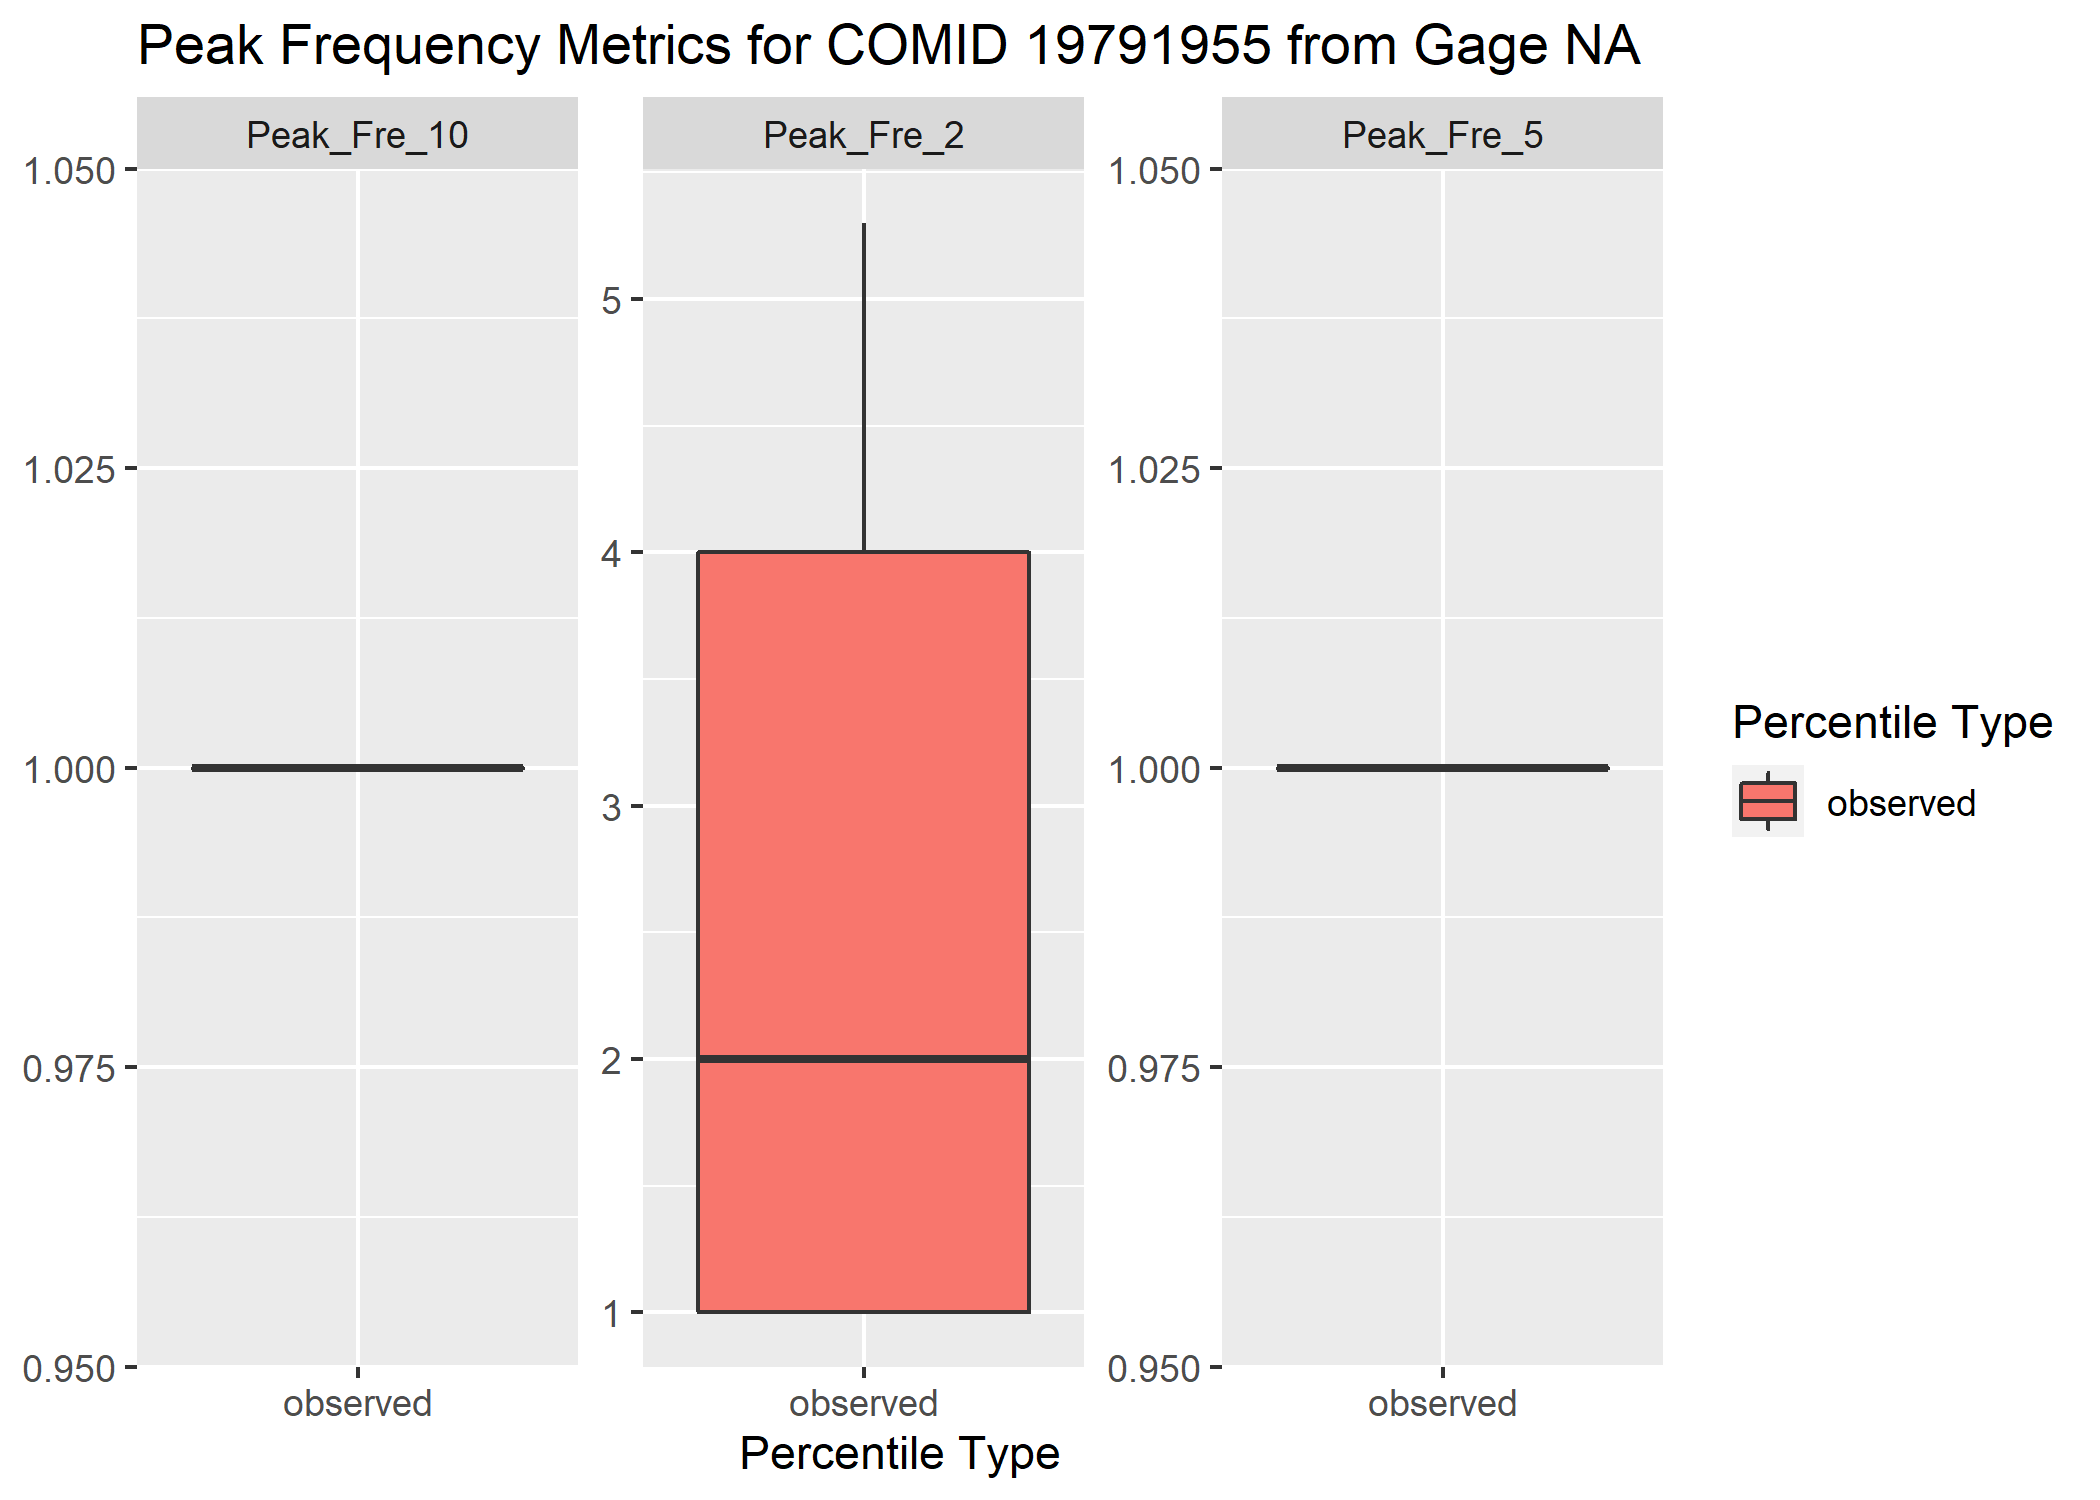 Peak Frequency Metrics for COMID 19791955 from Gage NA
Peak_Fre_10
Peak_Fre_2
Peak_Fre_5
1.050
1.025
1.000
0.975
0.950
5
4
3
2
1
1.050
1.025
1.000
0.975
0.950
observed
observed
observed
Percentile Type
Percentile Type
observed